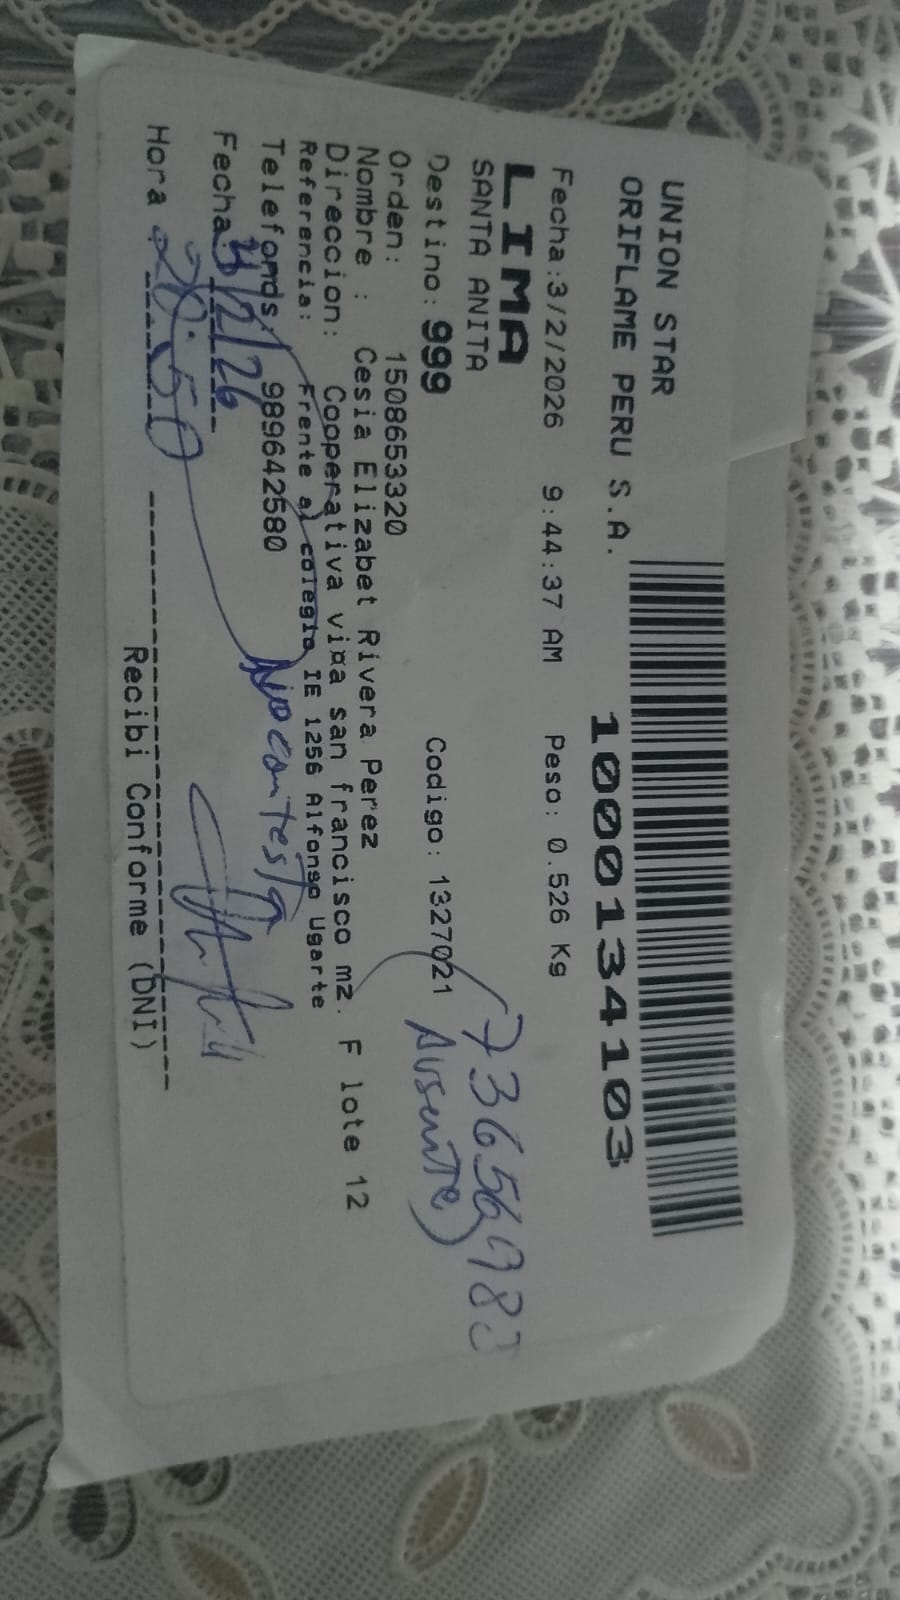 UNION STAR
ORIFLAME PERU S.A.
1000134103
Fecha:3/2/2026 9:44:37 AM Peso: 0.526 Kg
LIMA
SANTA ANITA
73656983
Destino: 999 Codigo: 1327021
Ausente
Orden: 1508653320
Nombre : Cesia Elizabet Rivera Perez
Direccion: Cooperativa viña san francisco mz. F lote 12
Referencia: Frente al colegio IE 1256 Alfonso Ugarte
Telefonos: 989642580
No contesta
Fecha 3/2/26
Hora 20:50
Recibi Conforme (DNI)